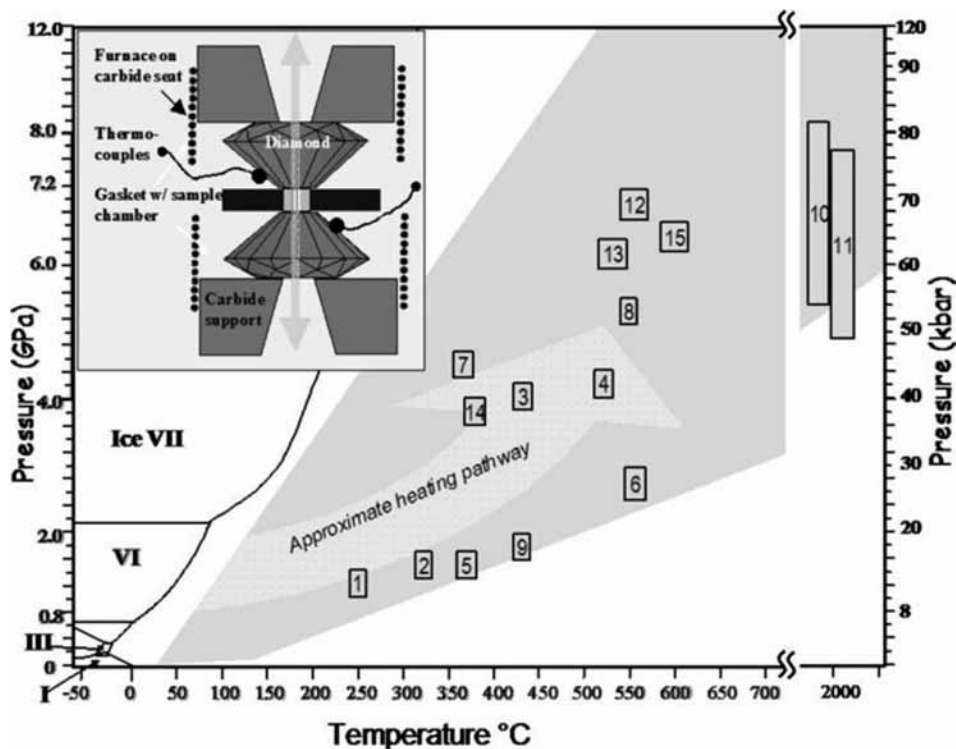 12.0
8.0
7.2
6.0
4.0
2.0
0.8
0
Pressure (GPa)
Furnace on
carbide seat
Thermo-
couples
Gasket w/ sample
chamber
Diamond
Carbide
support
Ice VII
VI
III
I
Approximate heating pathway
1
2
3
4
5
6
7
8
9
10
11
12
13
14
15
120
90
80
70
60
50
40
30
20
8
Pressure (kbar)
-50 0 50 100 150 200 250 300 350 400 450 500 550 600 650 700 2000
Temperature °C